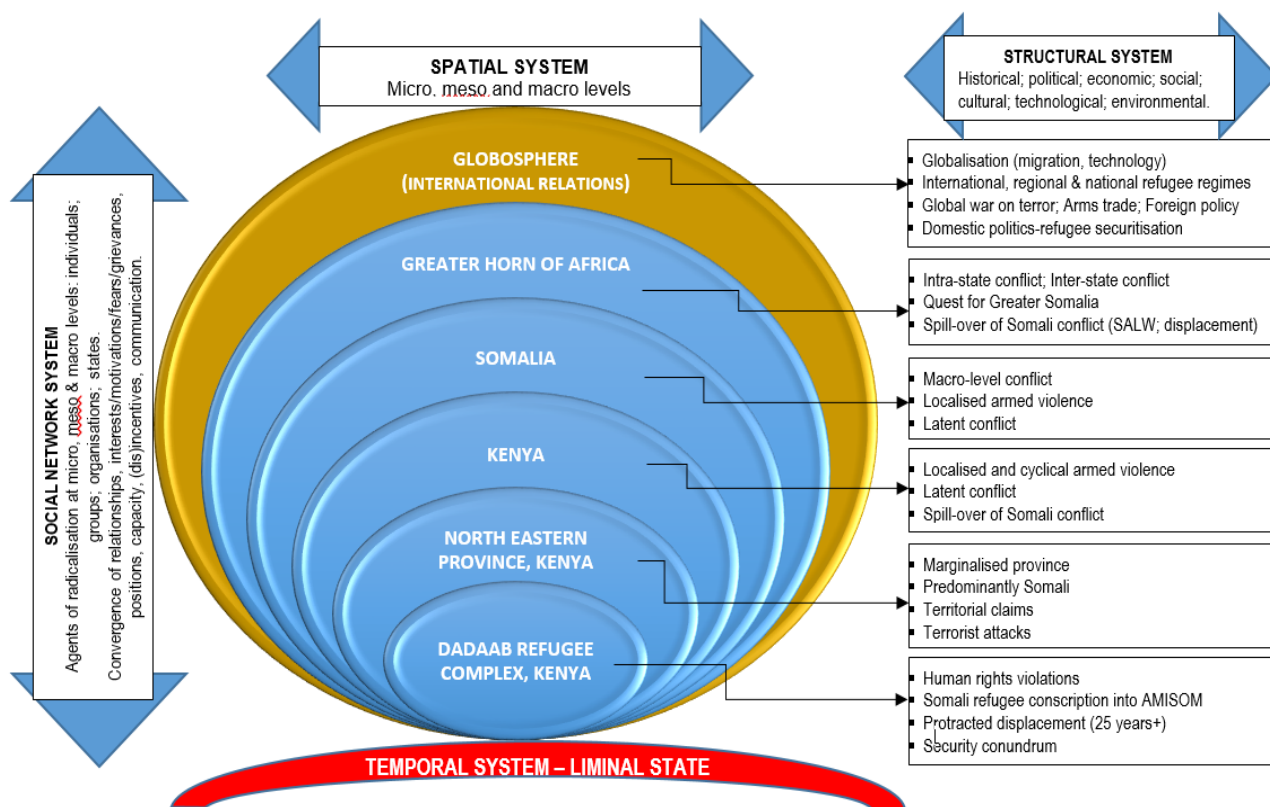 SPATIAL SYSTEM
Micro, meso and macro levels
STRUCTURAL SYSTEM
Historical; political; economic; social;
cultural; technological; environmental.
SOCIAL NETWORK SYSTEM
Agents of radicalisation at micro, meso & macro levels: individuals;
groups; organisations; states.
Convergence of relationships, interests/motivations/fears/grievances,
positions, capacity, (dis)incentives, communication.
GLOBOSPHERE
(INTERNATIONAL RELATIONS)
▪ Globalisation (migration, technology)
▪ International, regional & national refugee regimes
▪ Global war on terror; Arms trade; Foreign policy
▪ Domestic politics-refugee securitisation
GREATER HORN OF AFRICA
▪ Intra-state conflict; Inter-state conflict
▪ Quest for Greater Somalia
▪ Spill-over of Somali conflict (SALW; displacement)
SOMALIA
▪ Macro-level conflict
▪ Localised armed violence
▪ Latent conflict
KENYA
▪ Localised and cyclical armed violence
▪ Latent conflict
▪ Spill-over of Somali conflict
NORTH EASTERN
PROVINCE, KENYA
▪ Marginalised province
▪ Predominantly Somali
▪ Territorial claims
▪ Terrorist attacks
DADAAB REFUGEE
COMPLEX, KENYA
▪ Human rights violations
▪ Somali refugee conscription into AMISOM
▪ Protracted displacement (25 years+)
▪ Security conundrum
TEMPORAL SYSTEM – LIMINAL STATE